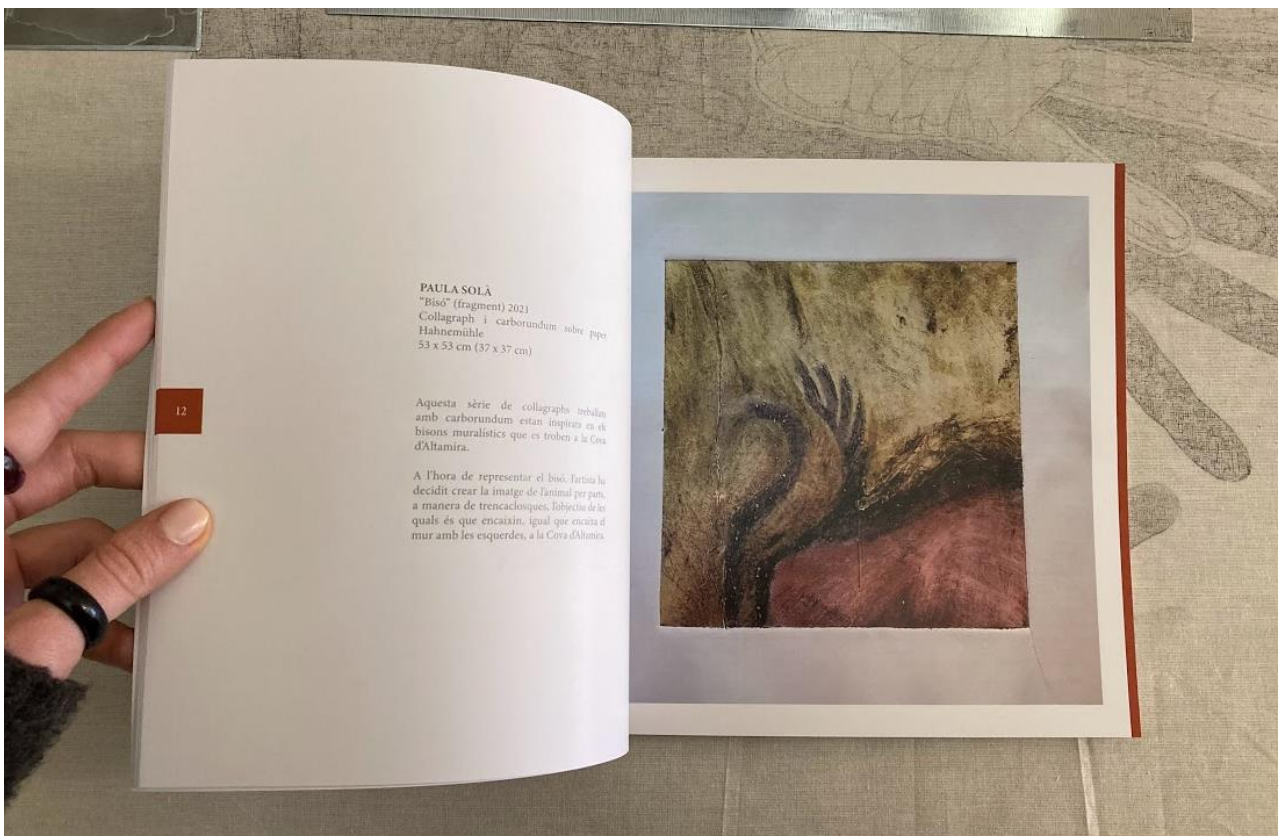 PAULA SOLÀ
"Bisó" (fragment) 2021
Collagraph i carborundum sobre paper
Hahnemühle
53 x 53 cm (37 x 37 cm)
12
Aquesta sèrie de collagraphs treballats
amb carborundum estan inspirats en els
bisons muralístics que es troben a la Cova
d'Altamira.
A l'hora de representar el bisó, l'artista ha
decidit crear la imatge de l'animal per parts,
a manera de trencaclosques, l'objectiu de les
quals és que encaixin, igual que encaixa el
mur amb les esquerdes, a la Cova d'Altamira.